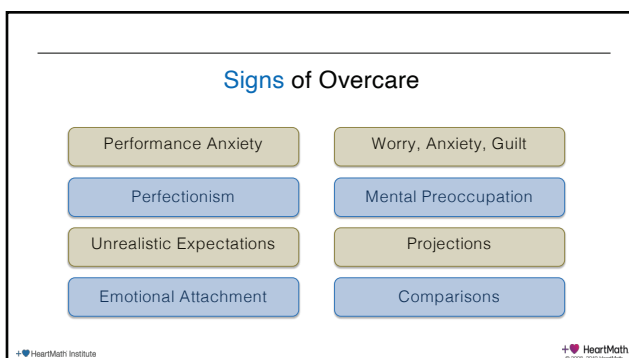 Signs of Overcare
Performance Anxiety
Worry, Anxiety, Guilt
Perfectionism
Mental Preoccupation
Unrealistic Expectations
Projections
Emotional Attachment
Comparisons
HeartMath Institute
HeartMath